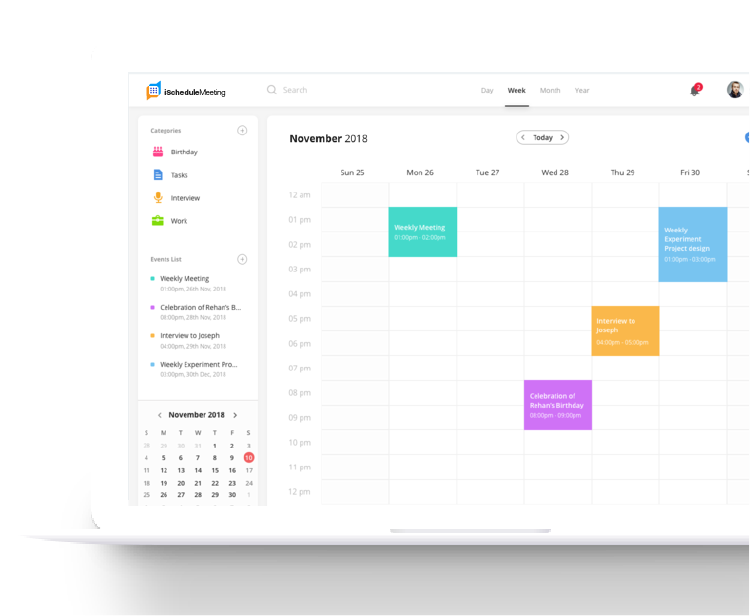 iScheduleMeeting
Search
Day Week Month Year
2
Categories
Birthday
Tasks
Interview
Work
Events List
Weekly Meeting
01:00pm, 26th Nov, 2018
Celebration of Rehan's B...
08:00pm, 28th Nov, 2018
Interview to Joseph
04:00pm, 29th Nov, 2018
Weekly Experiment Pro...
02:00pm, 30th Dec, 2018
November 2018
S M T W T F S
28 29 30 31 1 2 3
4 5 6 7 8 9 10
11 12 13 14 15 16 17
18 19 20 21 22 23 24
25 26 27 28 29 30 1
November 2018
Today
Sun 25 Mon 26 Tue 27 Wed 28 Thu 29 Fri 30
12 am
01 pm
02 pm
03 pm
04 pm
05 pm
06 pm
07 pm
08 pm
09 pm
10 pm
11 pm
12 pm
Weekly Meeting
01:00pm - 02:00pm
Weekly
Experiment
Project design
01:00pm - 03:00pm
Interview to
Joseph
04:00pm - 05:00pm
Celebration of
Rehan's Birthday
08:00pm - 09:00pm